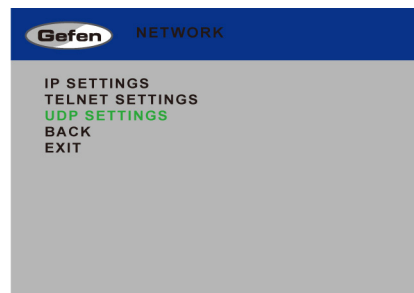 Gefen NETWORK
IP SETTINGS
TELNET SETTINGS
UDP SETTINGS
BACK
EXIT